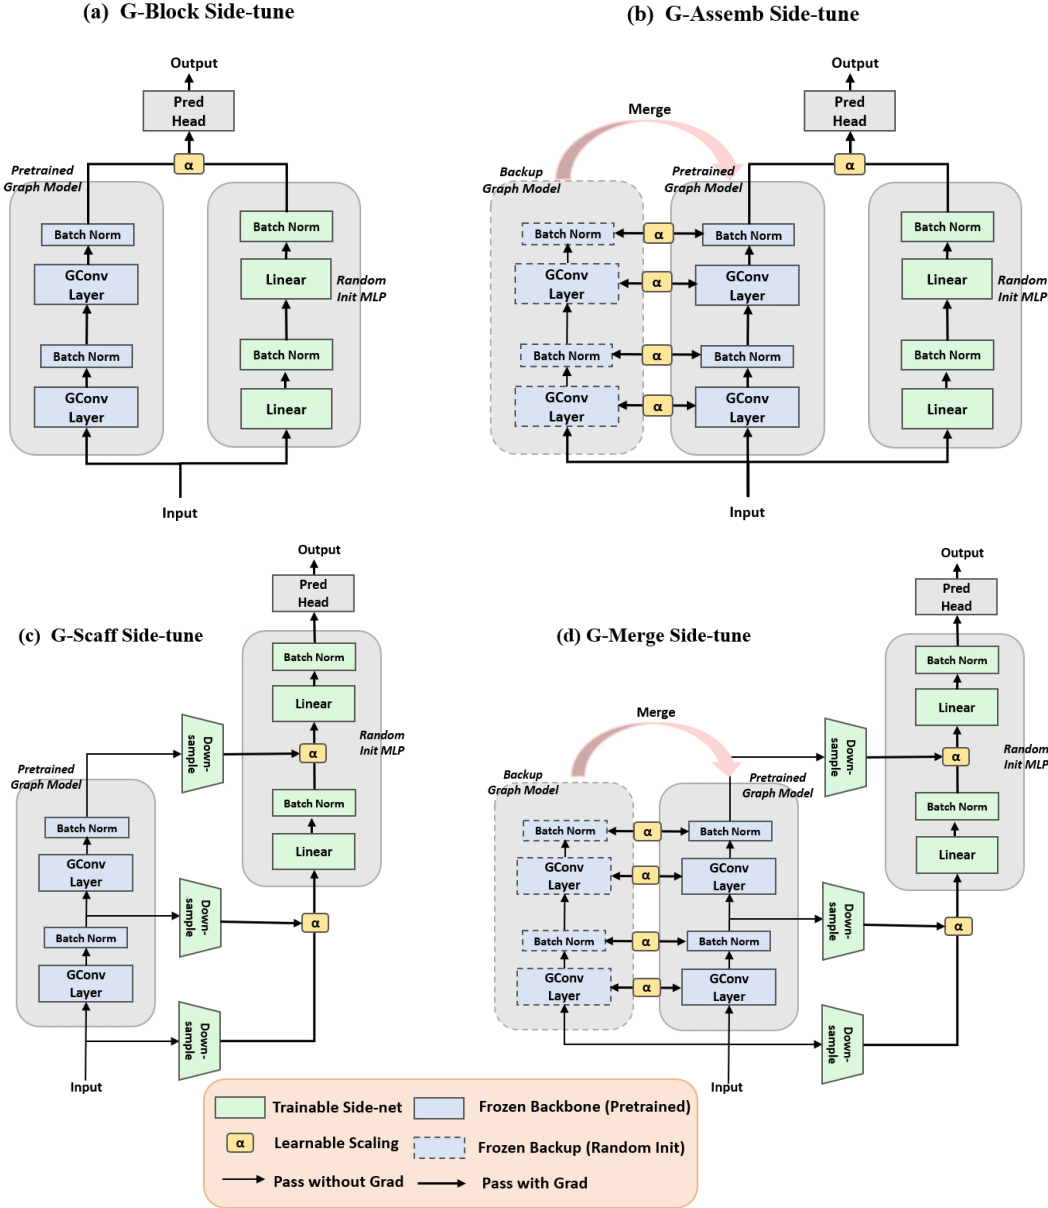 (a) G-Block Side-tune
Output
Pred
Head
α
Pretrained
Graph Model
Batch Norm
GConv
Layer
Batch Norm
GConv
Layer
Batch Norm
Linear
Batch Norm
Linear
Random
Init MLP
Input
(b) G-Assemb Side-tune
Output
Pred
Head
α
Merge
Backup
Graph Model
Pretrained
Graph Model
Batch Norm
α
Batch Norm
GConv
Layer
α
GConv
Layer
Batch Norm
α
Batch Norm
GConv
Layer
α
GConv
Layer
Batch Norm
Linear
Batch Norm
Linear
Random
Init MLP
Input
(c) G-Scaff Side-tune
Output
Pred
Head
Batch Norm
Linear
α
Batch Norm
Linear
α
Random
Init MLP
Down-
sample
Down-
sample
Down-
sample
Pretrained
Graph Model
Batch Norm
GConv
Layer
Batch Norm
GConv
Layer
Input
(d) G-Merge Side-tune
Output
Pred
Head
Batch Norm
Linear
α
Batch Norm
Linear
α
Random
Init MLP
Merge
Down-
sample
Down-
sample
Down-
sample
Backup
Graph Model
Pretrained
Graph Model
Batch Norm
α
Batch Norm
GConv
Layer
α
GConv
Layer
Batch Norm
α
Batch Norm
GConv
Layer
α
GConv
Layer
Input
Trainable Side-net
Frozen Backbone (Pretrained)
α
Learnable Scaling
Frozen Backup (Random Init)
Pass without Grad
Pass with Grad